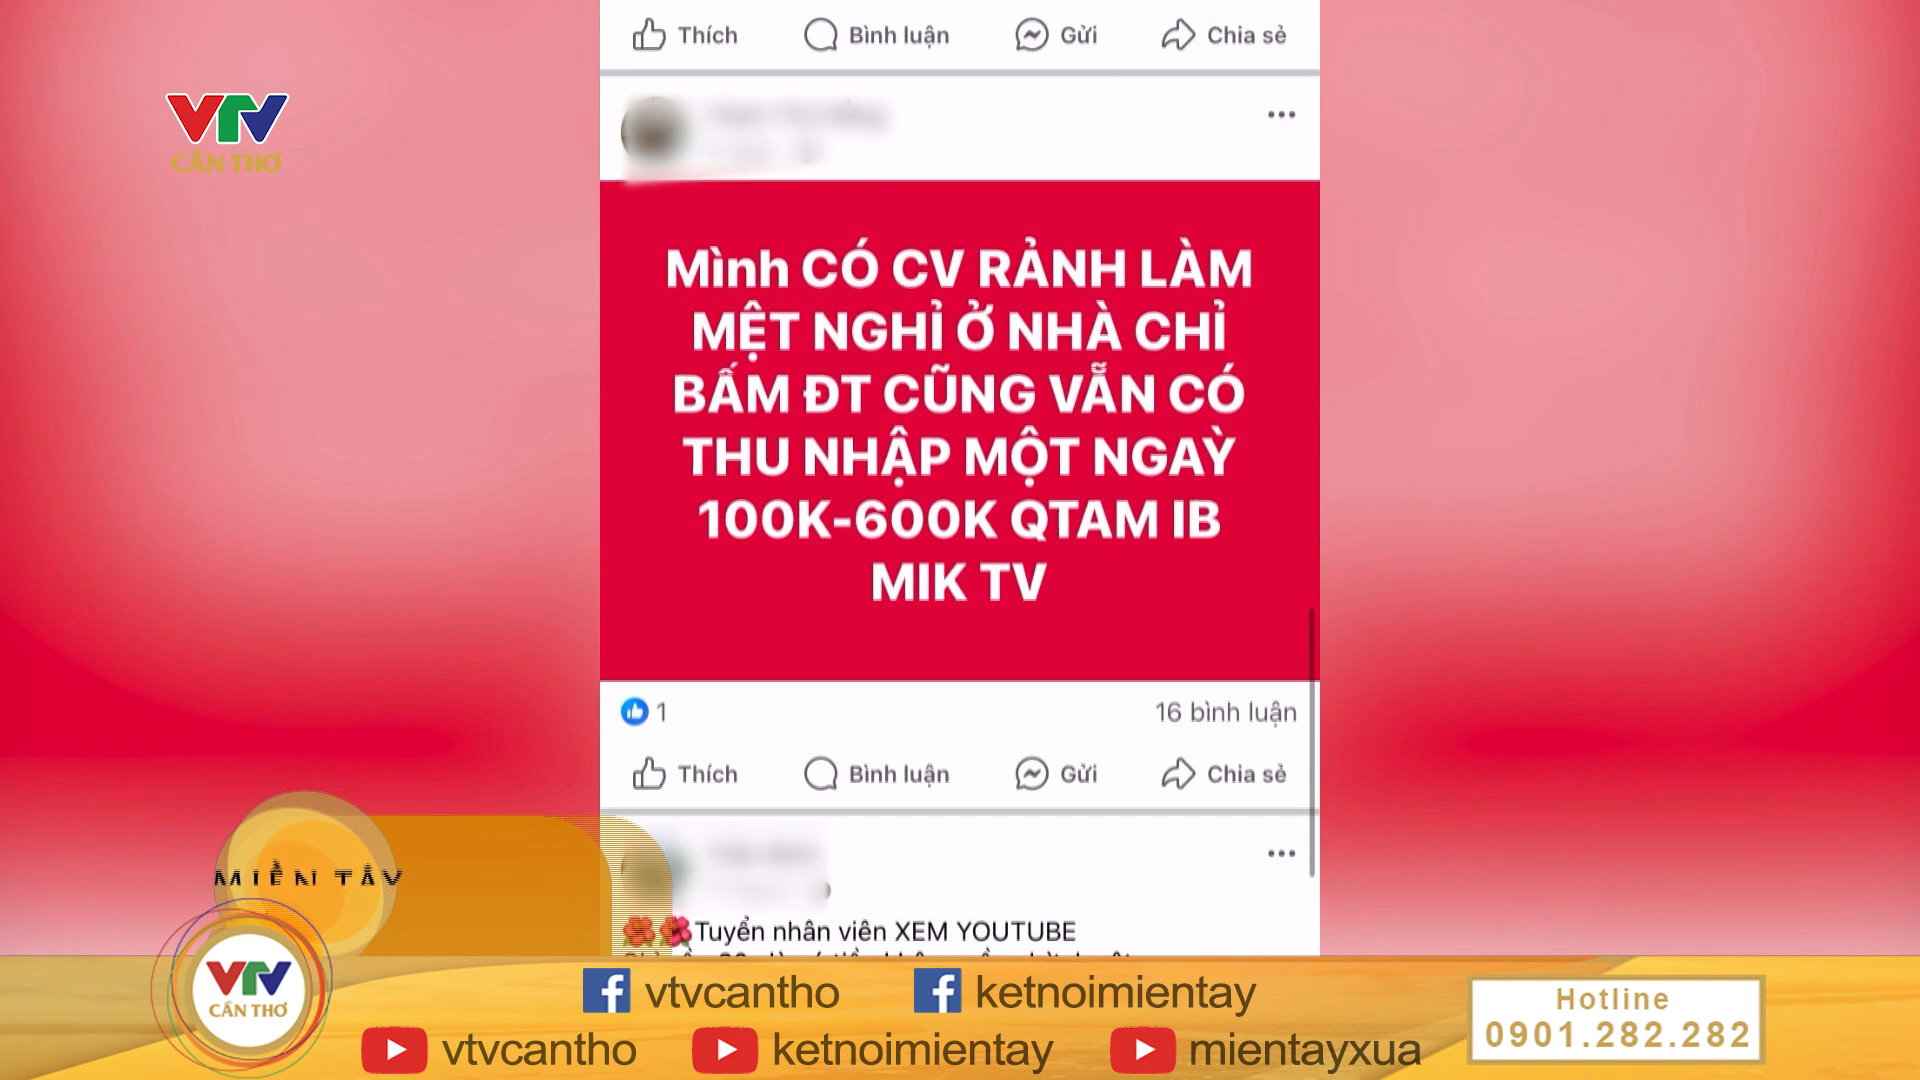 Thích Bình luận Gửi Chia sẻ
VTV
CẦN THƠ
Mình CÓ CV RẢNH LÀM
MỆT NGHỈ Ở NHÀ CHỈ
BẤM ĐT CŨNG VẪN CÓ
THU NHẬP MỘT NGAỲ
100K-600K QTAM IB
MIK TV
1 16 bình luận
Thích Bình luận Gửi Chia sẻ
MIỀN TÂY
Tuyển nhân viên XEM YOUTUBE
VTV
CẦN THƠ
vtvcantho ketnoimientay
vtvcantho ketnoimientay mientayxua
Hotline
0901.282.282